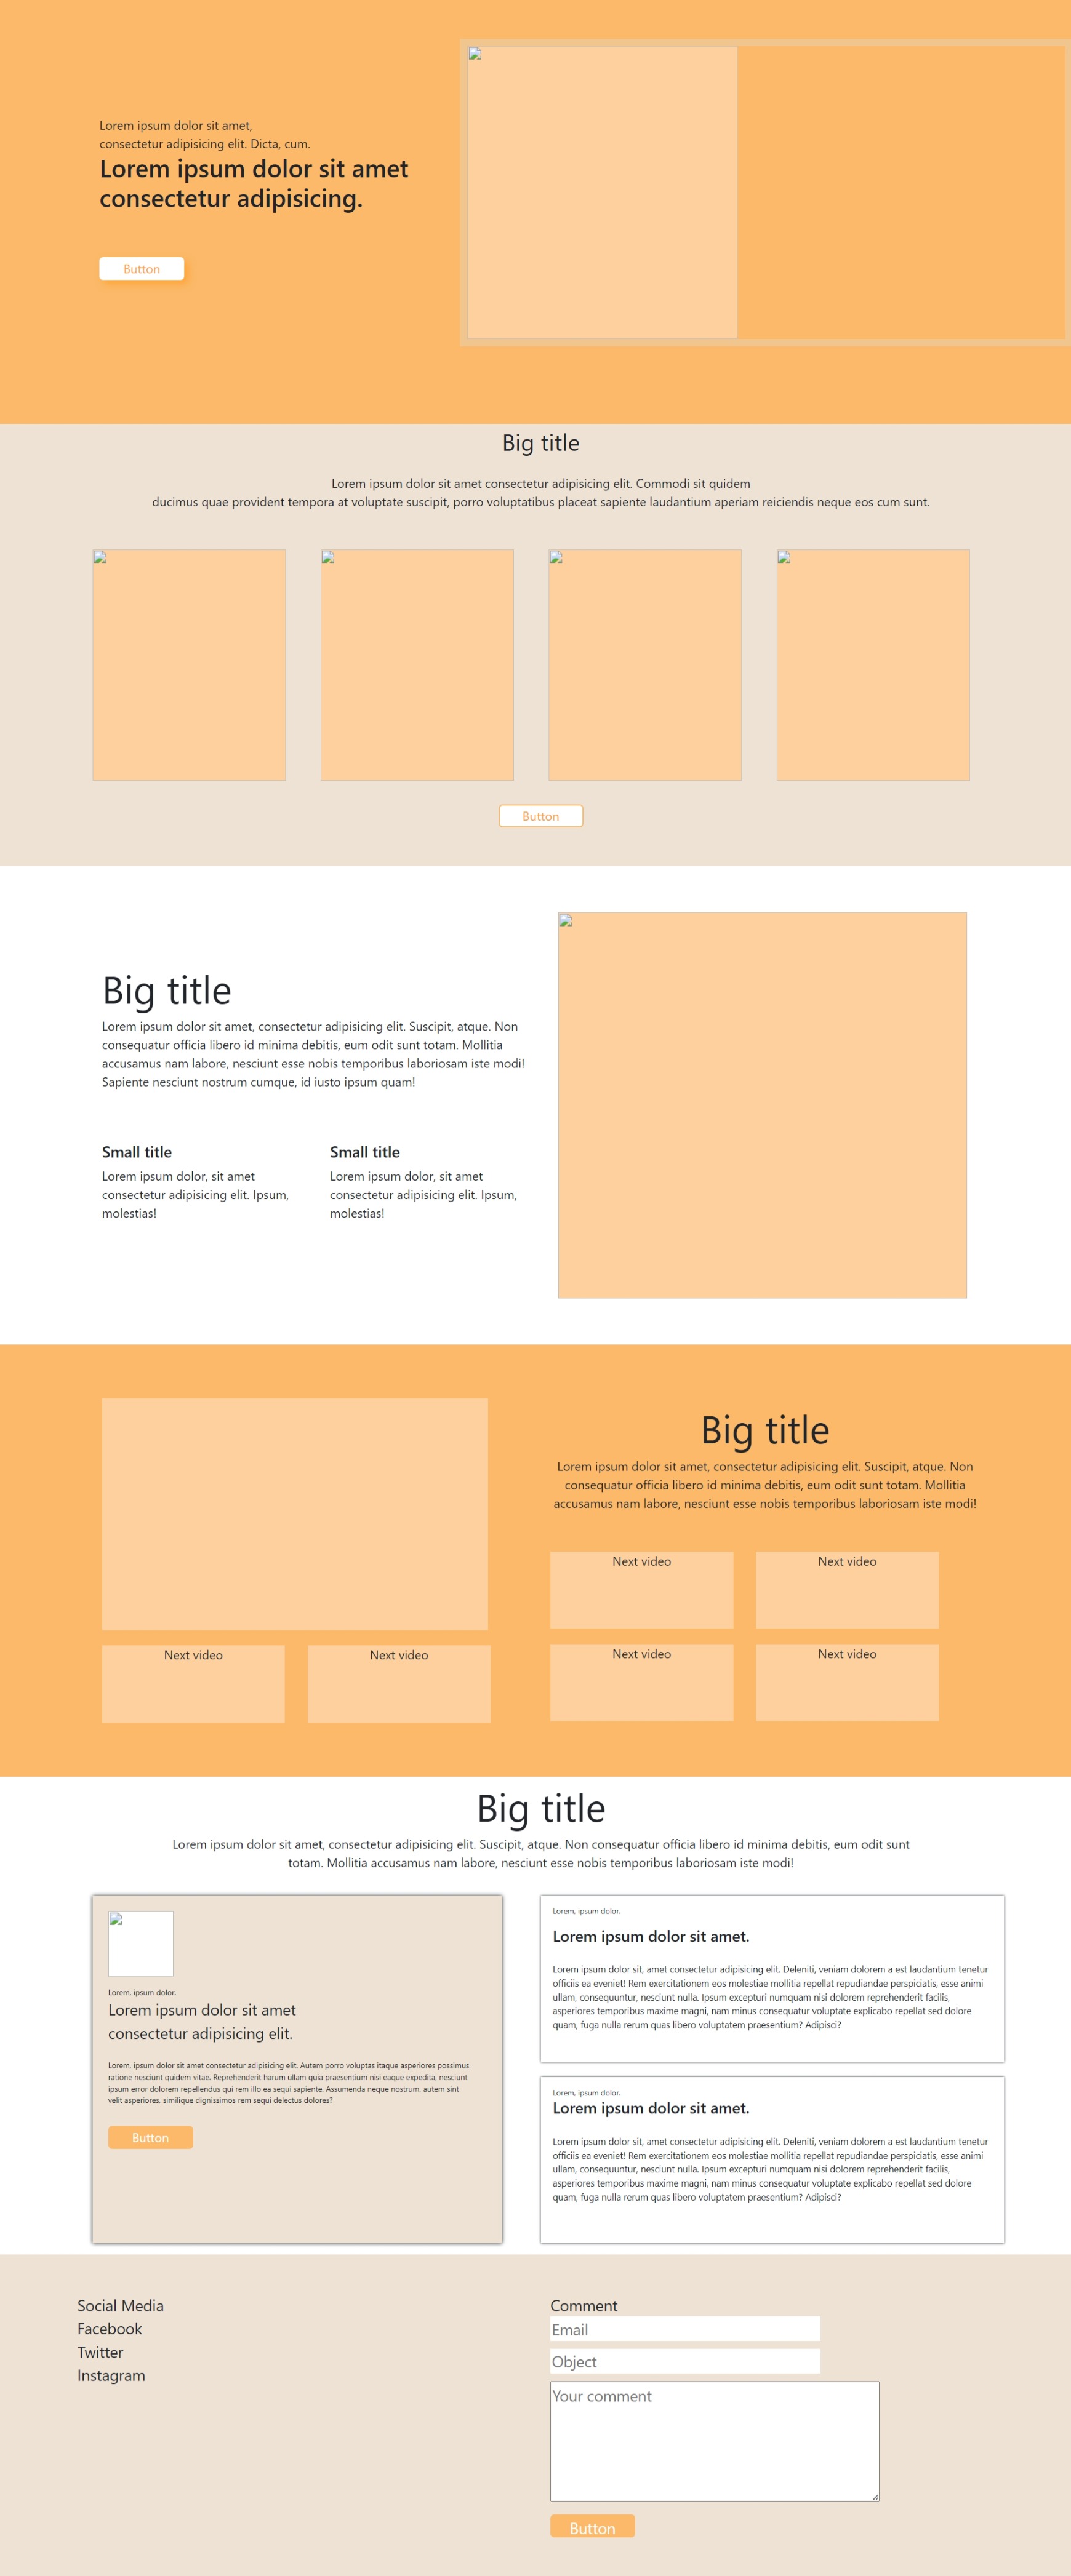 Lorem ipsum dolor sit amet,
consectetur adipisicing elit. Dicta, cum.
Lorem ipsum dolor sit amet
consectetur adipisicing.
Button
Big title
Lorem ipsum dolor sit amet consectetur adipisicing elit. Commodi sit quidem
ducimus quae provident tempora at voluptate suscipit, porro voluptatibus placeat sapiente laudantium aperiam reiciendis neque eos cum sunt.
Button
Big title
Lorem ipsum dolor sit amet, consectetur adipisicing elit. Suscipit, atque. Non
consequatur officia libero id minima debitis, eum odit sunt totam. Mollitia
accusamus nam labore, nesciunt esse nobis temporibus laboriosam iste modi!
Sapiente nesciunt nostrum cumque, id iusto ipsum quam!
Small title
Lorem ipsum dolor, sit amet
consectetur adipisicing elit. Ipsum,
molestias!
Small title
Lorem ipsum dolor, sit amet
consectetur adipisicing elit. Ipsum,
molestias!
Big title
Lorem ipsum dolor sit amet, consectetur adipisicing elit. Suscipit, atque. Non
consequatur officia libero id minima debitis, eum odit sunt totam. Mollitia
accusamus nam labore, nesciunt esse nobis temporibus laboriosam iste modi!
Next video
Next video
Next video
Next video
Next video
Next video
Big title
Lorem ipsum dolor sit amet, consectetur adipisicing elit. Suscipit, atque. Non consequatur officia libero id minima debitis, eum odit sunt
totam. Mollitia accusamus nam labore, nesciunt esse nobis temporibus laboriosam iste modi!
Lorem, ipsum dolor.
Lorem ipsum dolor sit amet
consectetur adipisicing elit.
Lorem, ipsum dolor sit amet consectetur adipisicing elit. Autem porro voluptas itaque asperiores possimus
ratione nesciunt quidem vitae. Reprehenderit harum ullam quia praesentium nisi eaque expedita, nesciunt
ipsum error dolorem repellendus qui rem illo ea sequi sapiente. Assumenda neque nostrum, autem sint
velit asperiores, similique dignissimos rem sequi delectus dolores?
Button
Lorem, ipsum dolor.
Lorem ipsum dolor sit amet.
Lorem ipsum dolor sit, amet consectetur adipisicing elit. Deleniti, veniam dolorem a est laudantium tenetur
officiis ea eveniet! Rem exercitationem eos molestiae mollitia repellat repudiandae perspiciatis, esse animi
ullam, consequuntur, nesciunt nulla. Ipsum excepturi numquam nisi dolorem reprehenderit facilis,
asperiores temporibus maxime magni, nam minus consequatur voluptate explicabo repellat sed dolore
quam, fuga nulla rerum quas libero voluptatem praesentium? Adipisci?
Lorem, ipsum dolor.
Lorem ipsum dolor sit amet.
Lorem ipsum dolor sit, amet consectetur adipisicing elit. Deleniti, veniam dolorem a est laudantium tenetur
officiis ea eveniet! Rem exercitationem eos molestiae mollitia repellat repudiandae perspiciatis, esse animi
ullam, consequuntur, nesciunt nulla. Ipsum excepturi numquam nisi dolorem reprehenderit facilis,
asperiores temporibus maxime magni, nam minus consequatur voluptate explicabo repellat sed dolore
quam, fuga nulla rerum quas libero voluptatem praesentium? Adipisci?
Social Media
Facebook
Twitter
Instagram
Comment
Email
Object
Your comment
Button